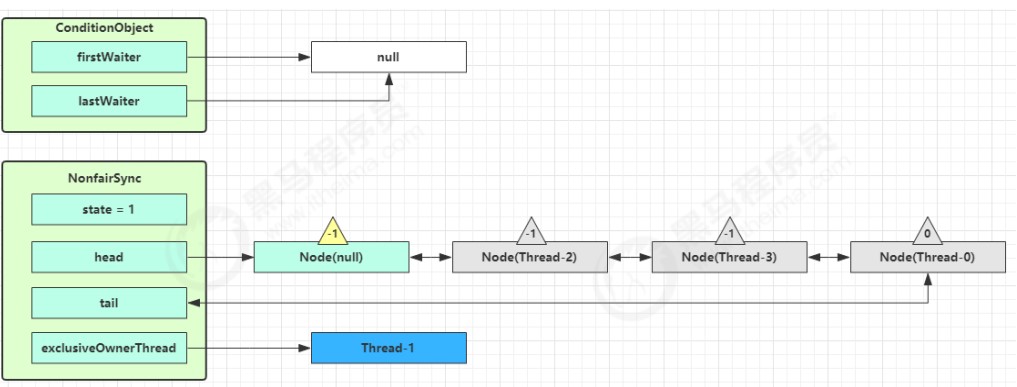 ConditionObject
firstWaiter
null
lastWaiter
黑马程序员
www.itheima.com
NonfairSync
state = 1
head
-1
Node(null)
-1
Node(Thread-2)
-1
Node(Thread-3)
0
Node(Thread-0)
tail
exclusiveOwnerThread
Thread-1
黑马程序员
www.itheima.com